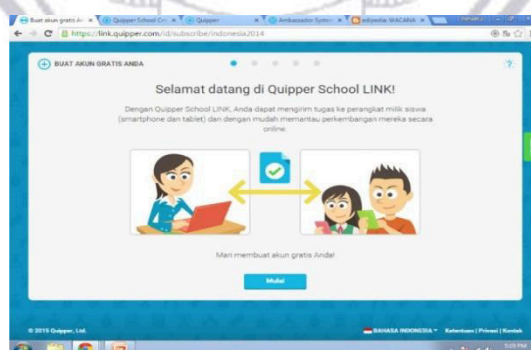 Buat akun gratis An
Quipper School Cr
Quipper
Ambassador System
edywidia: WACANA
https://link.quipper.com/id/subscribe/indonesia2014
BUAT AKUN GRATIS ANDA
?
Selamat datang di Quipper School LINK!
Dengan Quipper School LINK, Anda dapat mengirim tugas ke perangkat milik siswa
(smartphone dan tablet) dan dengan mudah memantau perkembangan mereka secara
online.
Mari membuat akun gratis Anda!
Mulai
© 2015 Quipper, Ltd.
BAHASA INDONESIA
Ketentuan | Privasi | Kontak